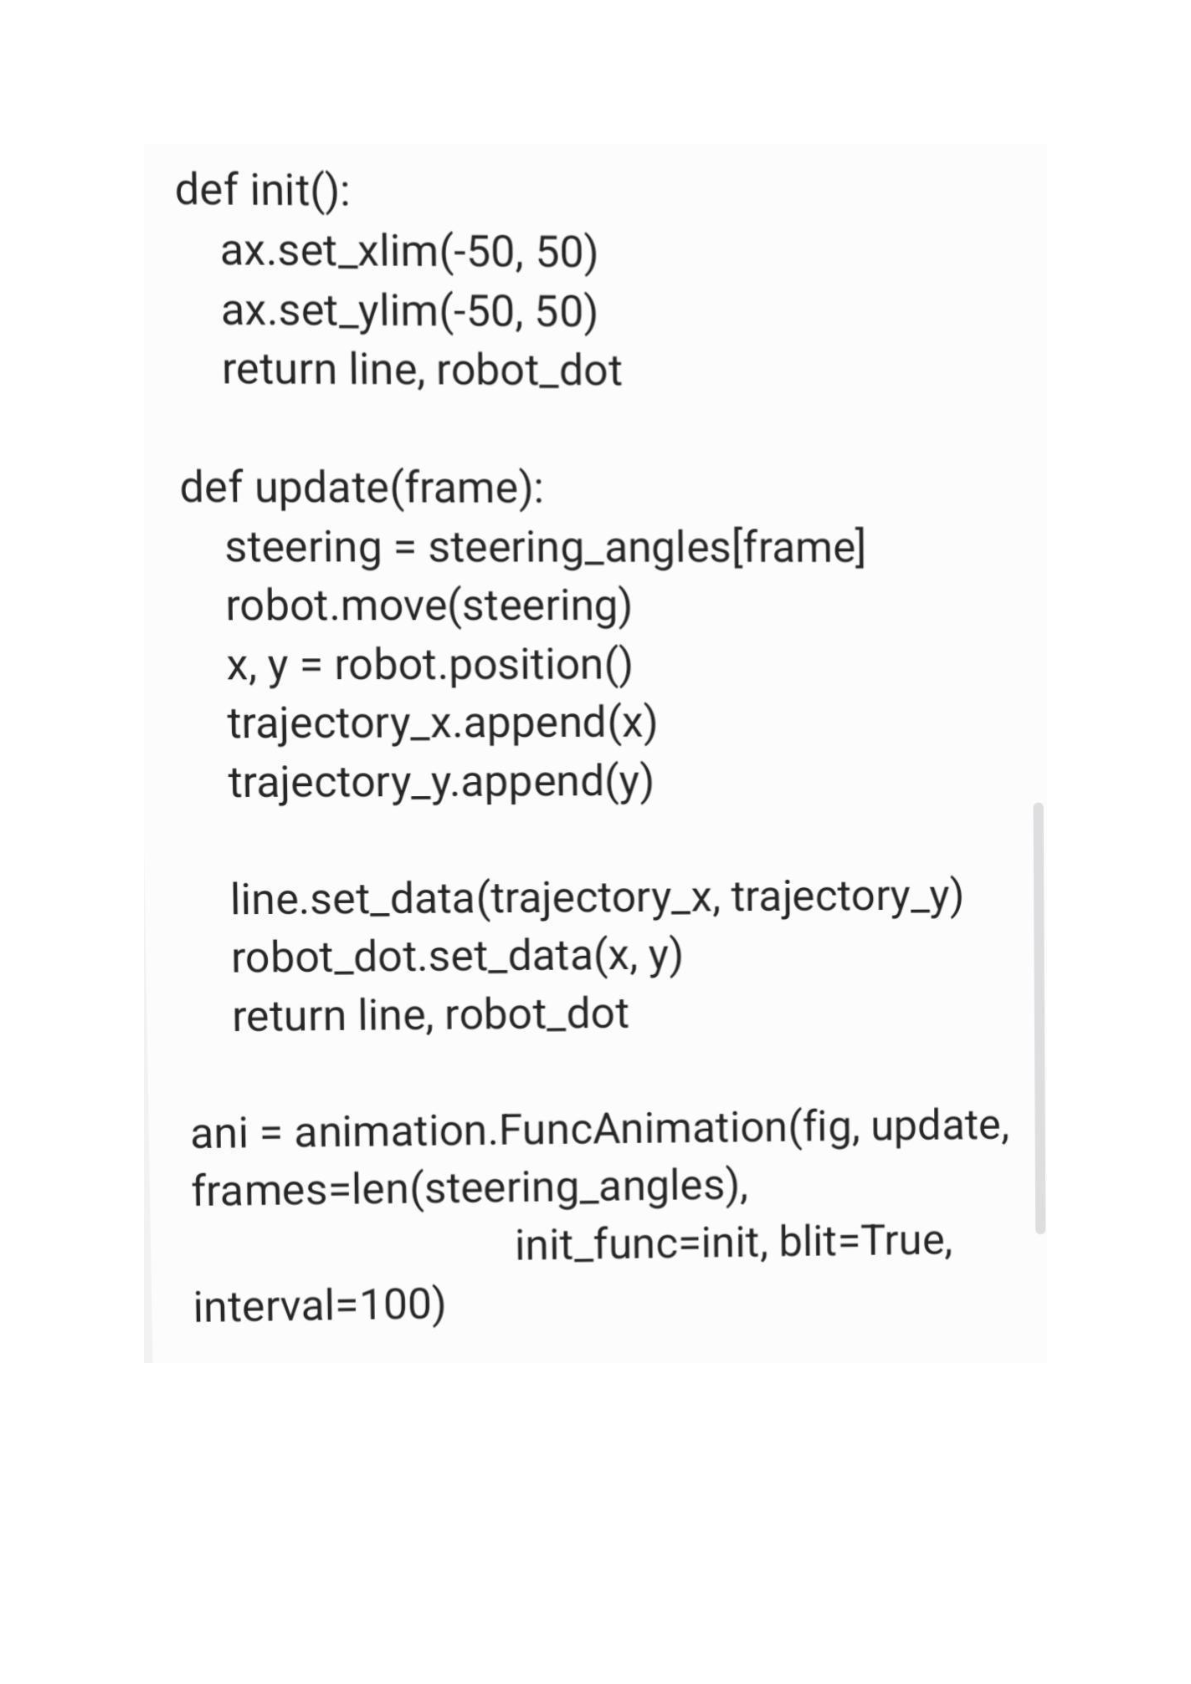 def init():
    ax.set_xlim(-50, 50)
    ax.set_ylim(-50, 50)
    return line, robot_dot

def update(frame):
    steering = steering_angles[frame]
    robot.move(steering)
    x, y = robot.position()
    trajectory_x.append(x)
    trajectory_y.append(y)

    line.set_data(trajectory_x, trajectory_y)
    robot_dot.set_data(x, y)
    return line, robot_dot

ani = animation.FuncAnimation(fig, update,
frames=len(steering_angles),
                              init_func=init, blit=True,
interval=100)